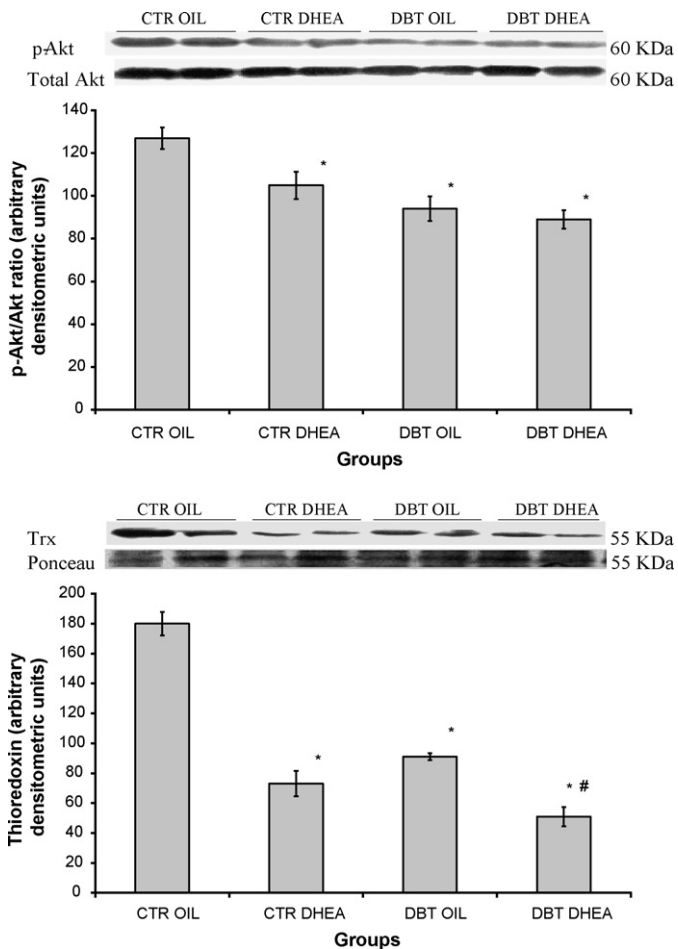 CTR OIL CTR DHEA DBT OIL DBT DHEA
p-Akt 60 KDa
Total Akt 60 KDa
p-Akt/Akt ratio (arbitrary
densitometric units)
140
120
100
80
60
40
20
0
* * *
CTR OIL CTR DHEA DBT OIL DBT DHEA
Groups
CTR OIL CTR DHEA DBT OIL DBT DHEA
Trx 55 KDa
Ponceau 55 KDa
Thioredoxin (arbitrary
densitometric units)
200
180
160
140
120
100
80
60
40
20
0
* * * #
CTR OIL CTR DHEA DBT OIL DBT DHEA
Groups